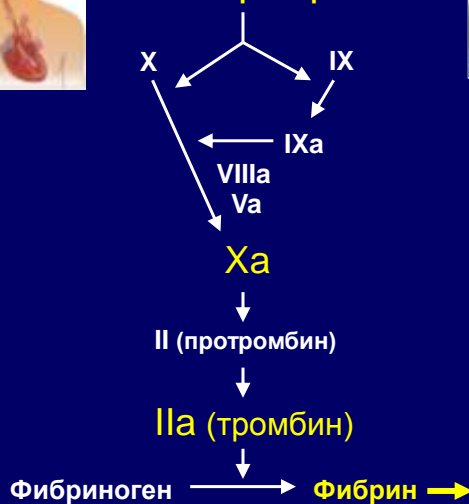 X IX
IXa
VIIIa
Va
Xa
II (протромбин)
IIa (тромбин)
Фибриноген Фибрин